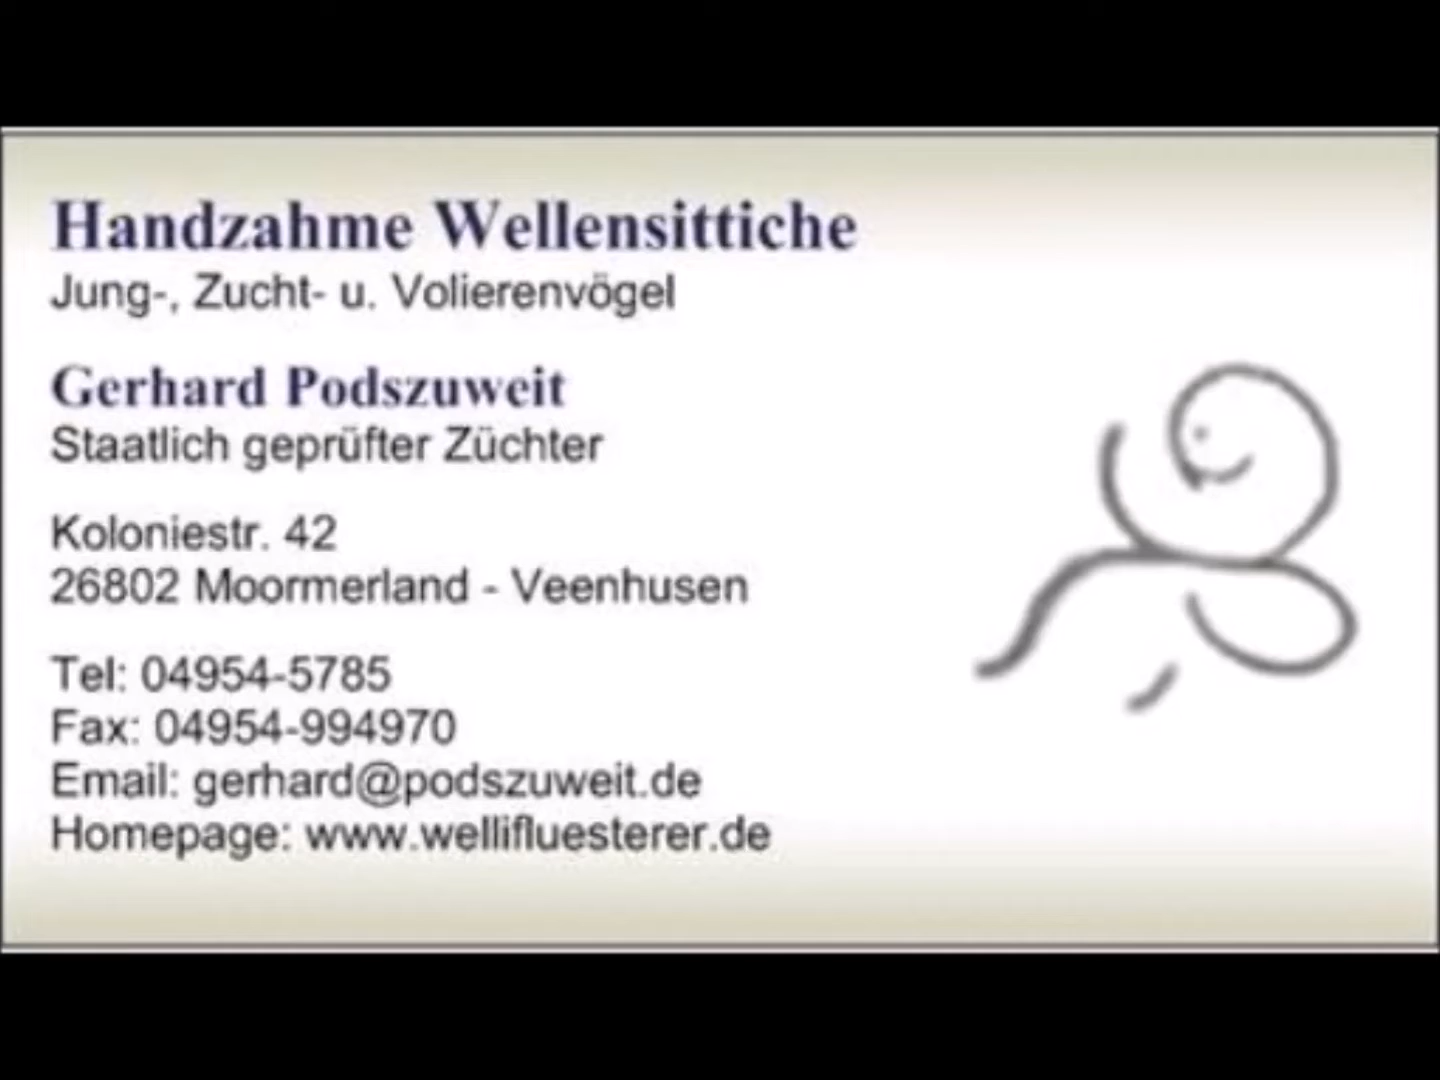 Handzahme Wellensittiche
Jung-, Zucht- u. Volierenvögel
Gerhard Podszuweit
Staatlich geprüfter Züchter
Koloniestr. 42
26802 Moormerland - Veenhusen
Tel: 04954-5785
Fax: 04954-994970
Email: gerhard@podszuweit.de
Homepage: www.wellifluesterer.de